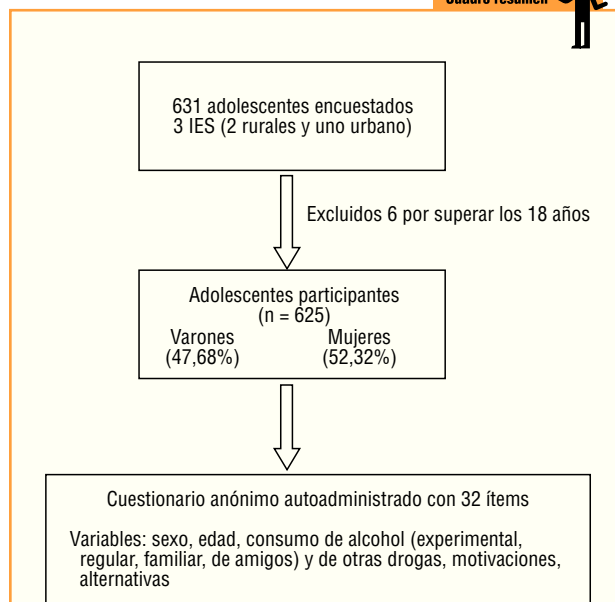 Cuadro resumen
631 adolescentes encuestados
3 IES (2 rurales y uno urbano)
Excluidos 6 por superar los 18 años
Adolescentes participantes
(n = 625)
Varones Mujeres
(47,68%) (52,32%)
Cuestionario anónimo autoadministrado con 32 ítems
Variables: sexo, edad, consumo de alcohol (experimental,
regular, familiar, de amigos) y de otras drogas, motivaciones,
alternativas